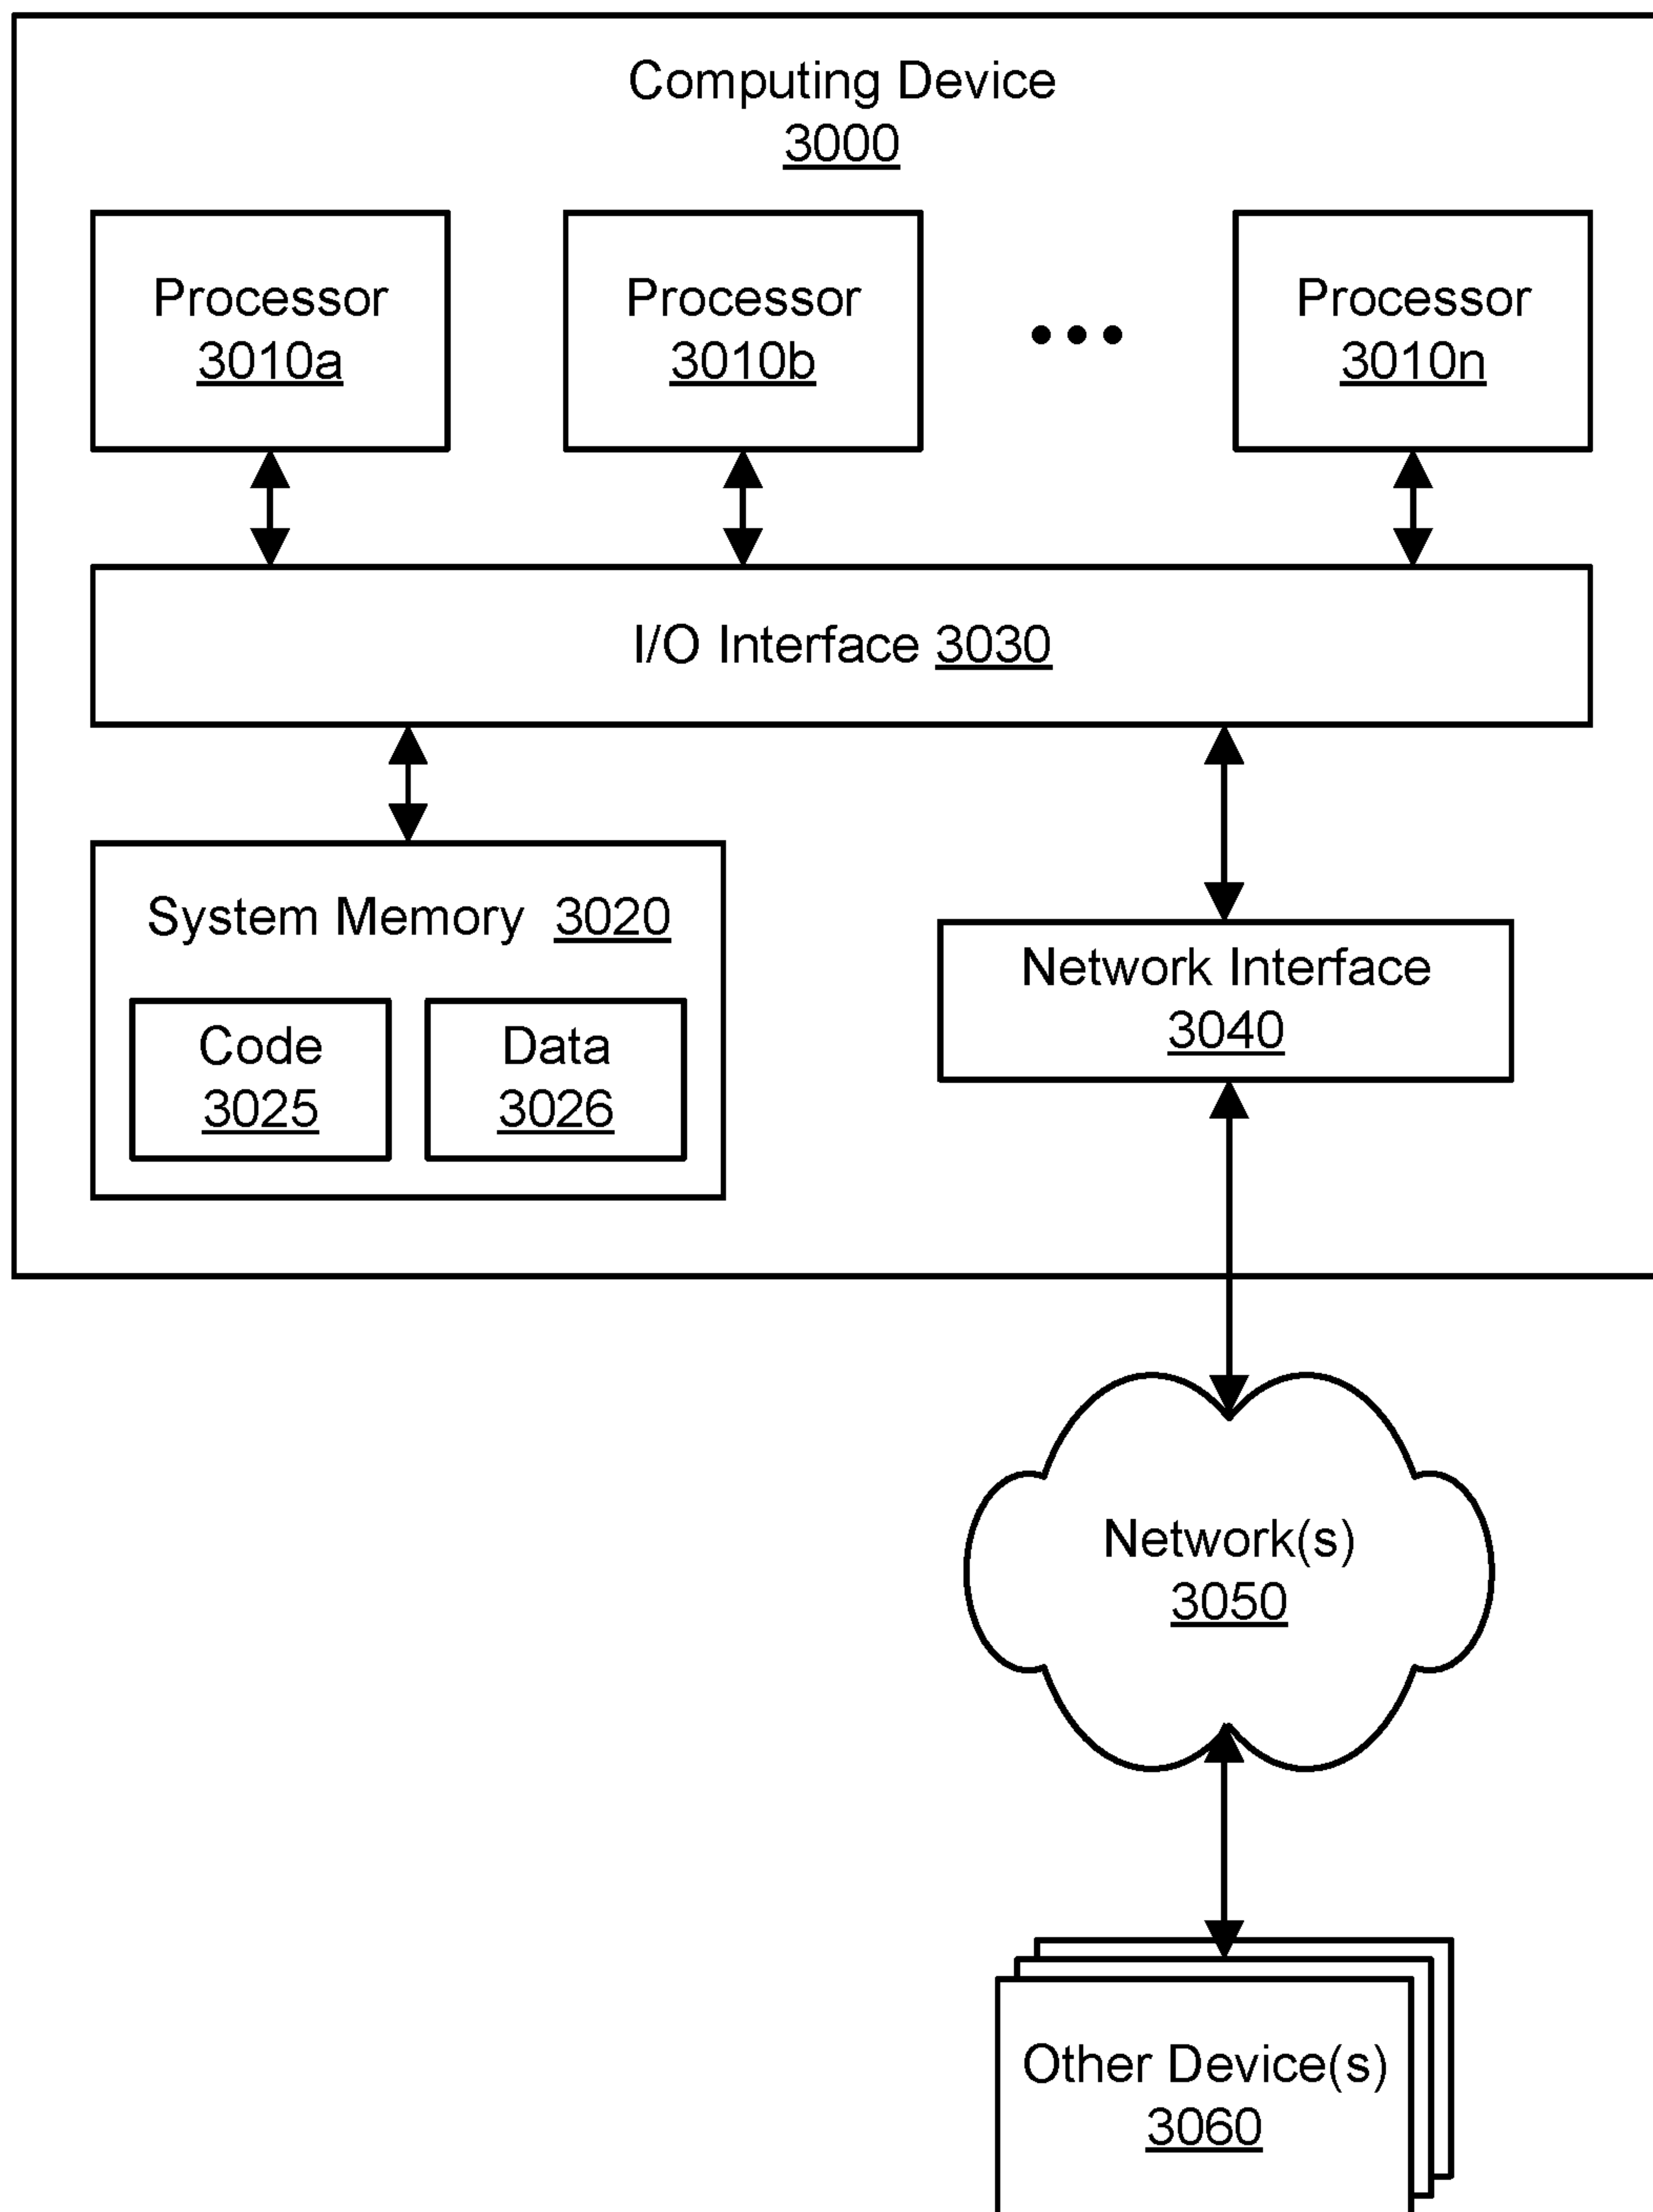 Computing Device
3000
Processor
3010a
Processor
3010b
Processor
3010n
I/O Interface 3030
System Memory 3020
Code
3025
Data
3026
Network Interface
3040
Network(s)
3050
Other Device(s)
3060